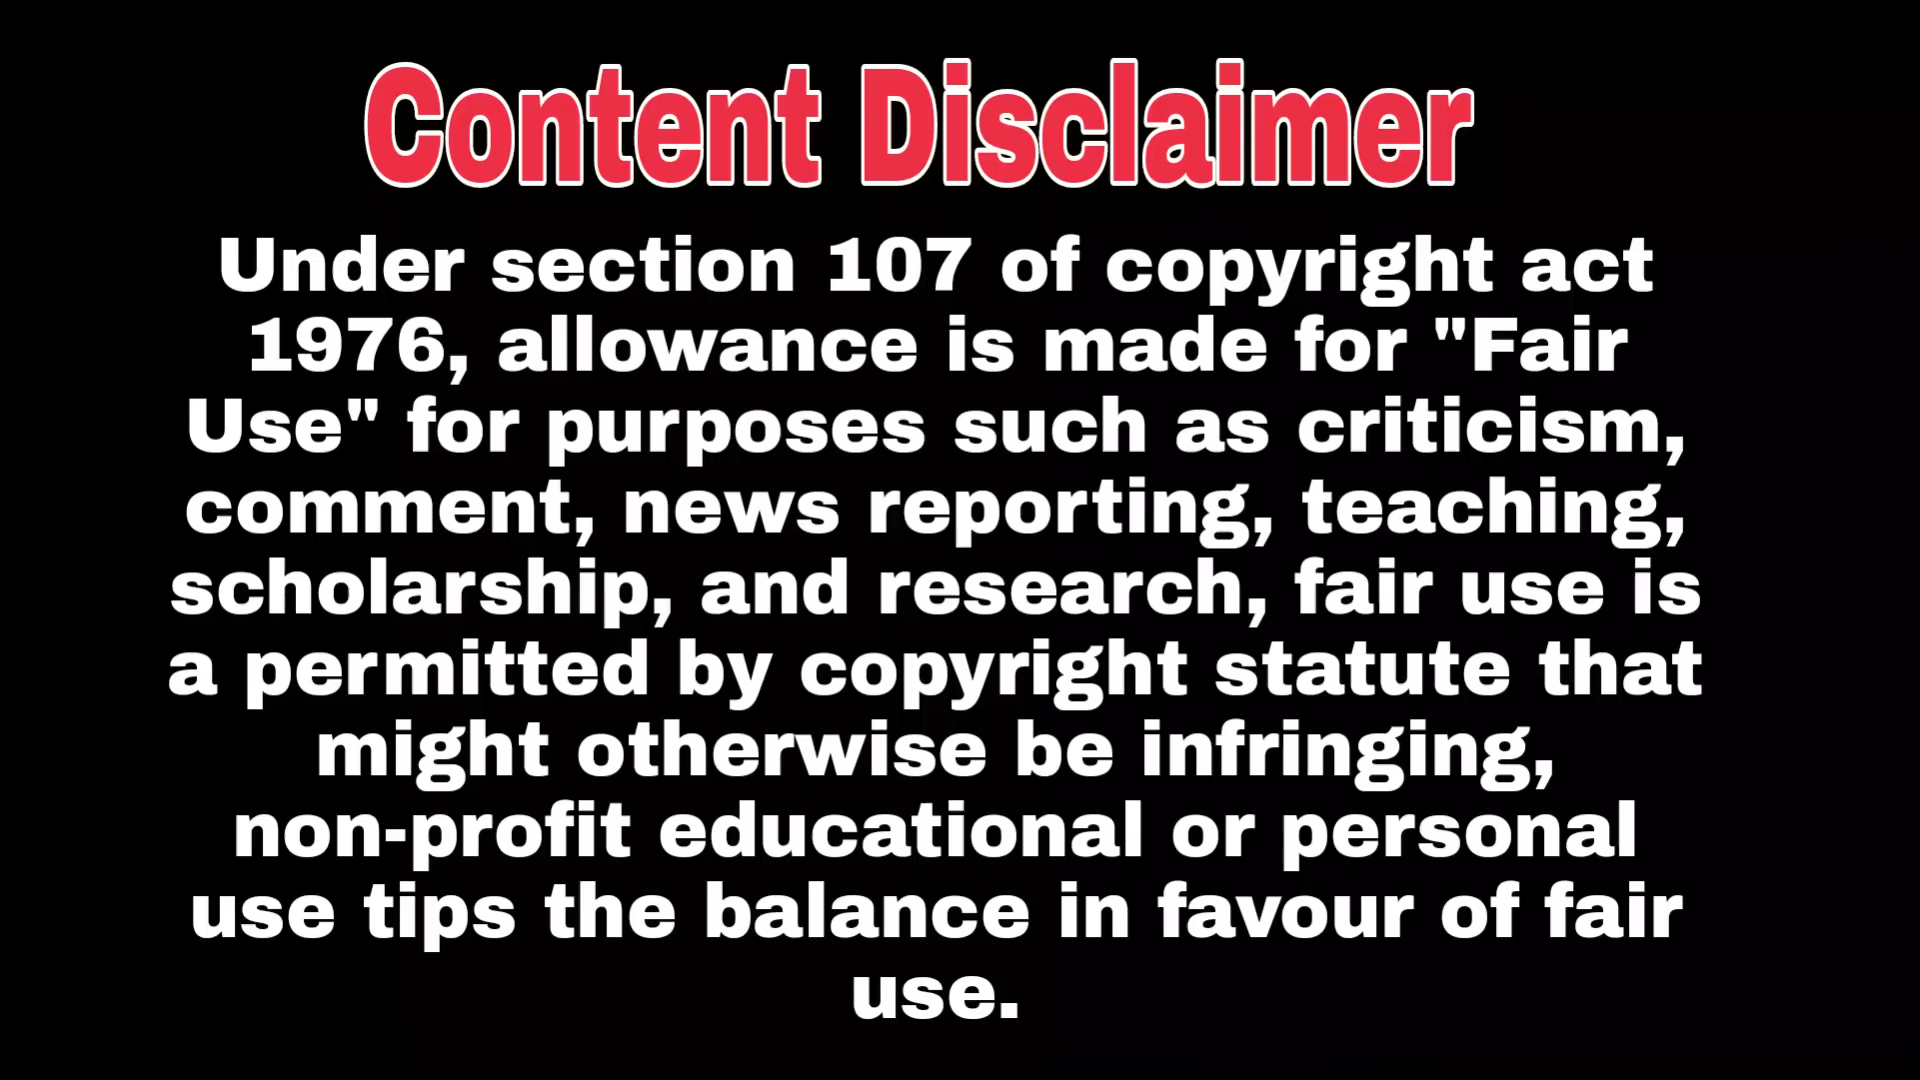 Content Disclaimer
Under section 107 of copyright act
1976, allowance is made for "Fair
Use" for purposes such as criticism,
comment, news reporting, teaching,
scholarship, and research, fair use is
a permitted by copyright statute that
might otherwise be infringing,
non-profit educational or personal
use tips the balance in favour of fair
use.